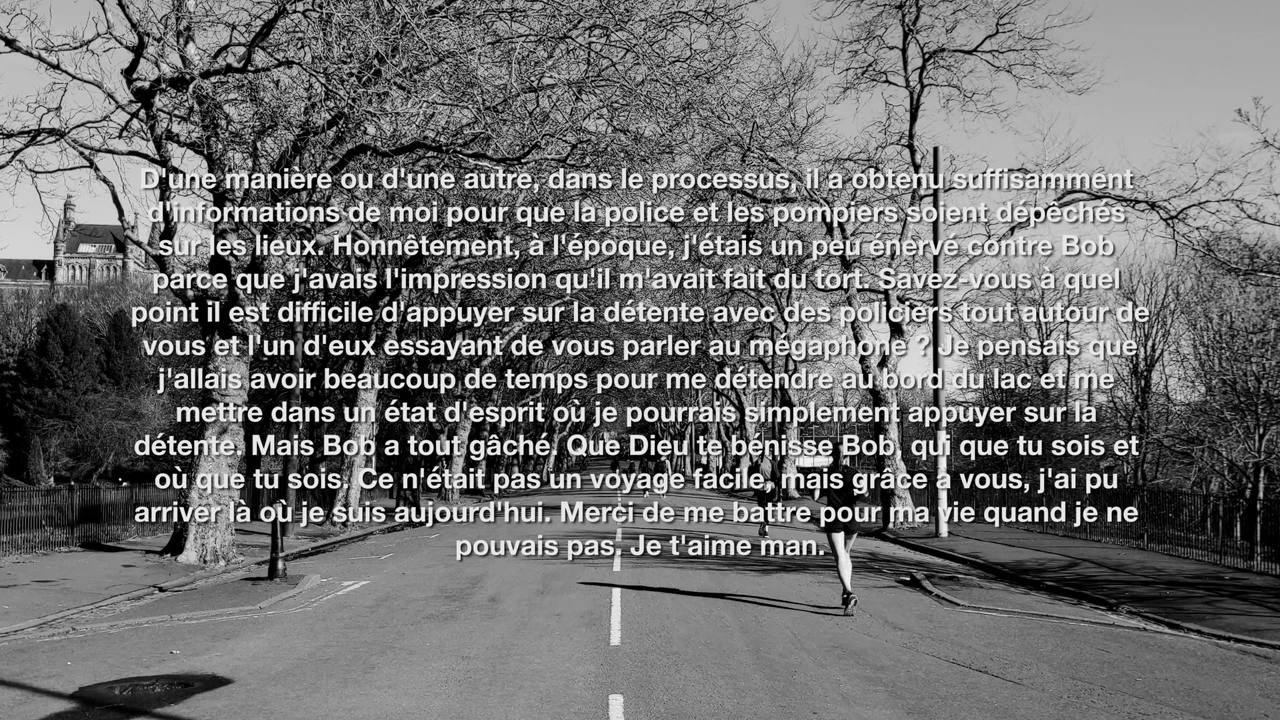 D'une manière ou d'une autre, dans le processus, il a obtenu suffisamment
d'informations de moi pour que la police et les pompiers soient dépêchés
sur les lieux. Honnêtement, à l'époque, j'étais un peu énervé contre Bob
parce que j'avais l'impression qu'il m'avait fait du tort. Savez-vous à quel
point il est difficile d'appuyer sur la détente avec des policiers tout autour de
vous et l'un d'eux essayant de vous parler au mégaphone ? Je pensais que
j'allais avoir beaucoup de temps pour me détendre au bord du lac et me
mettre dans un état d'esprit où je pourrais simplement appuyer sur la
détente. Mais Bob a tout gâché. Que Dieu te bénisse Bob, qui que tu sois et
où que tu sois. Ce n'était pas un voyage facile, mais grâce à vous, j'ai pu
arriver là où je suis aujourd'hui. Merci de me battre pour ma vie quand je ne
pouvais pas. Je t'aime man.